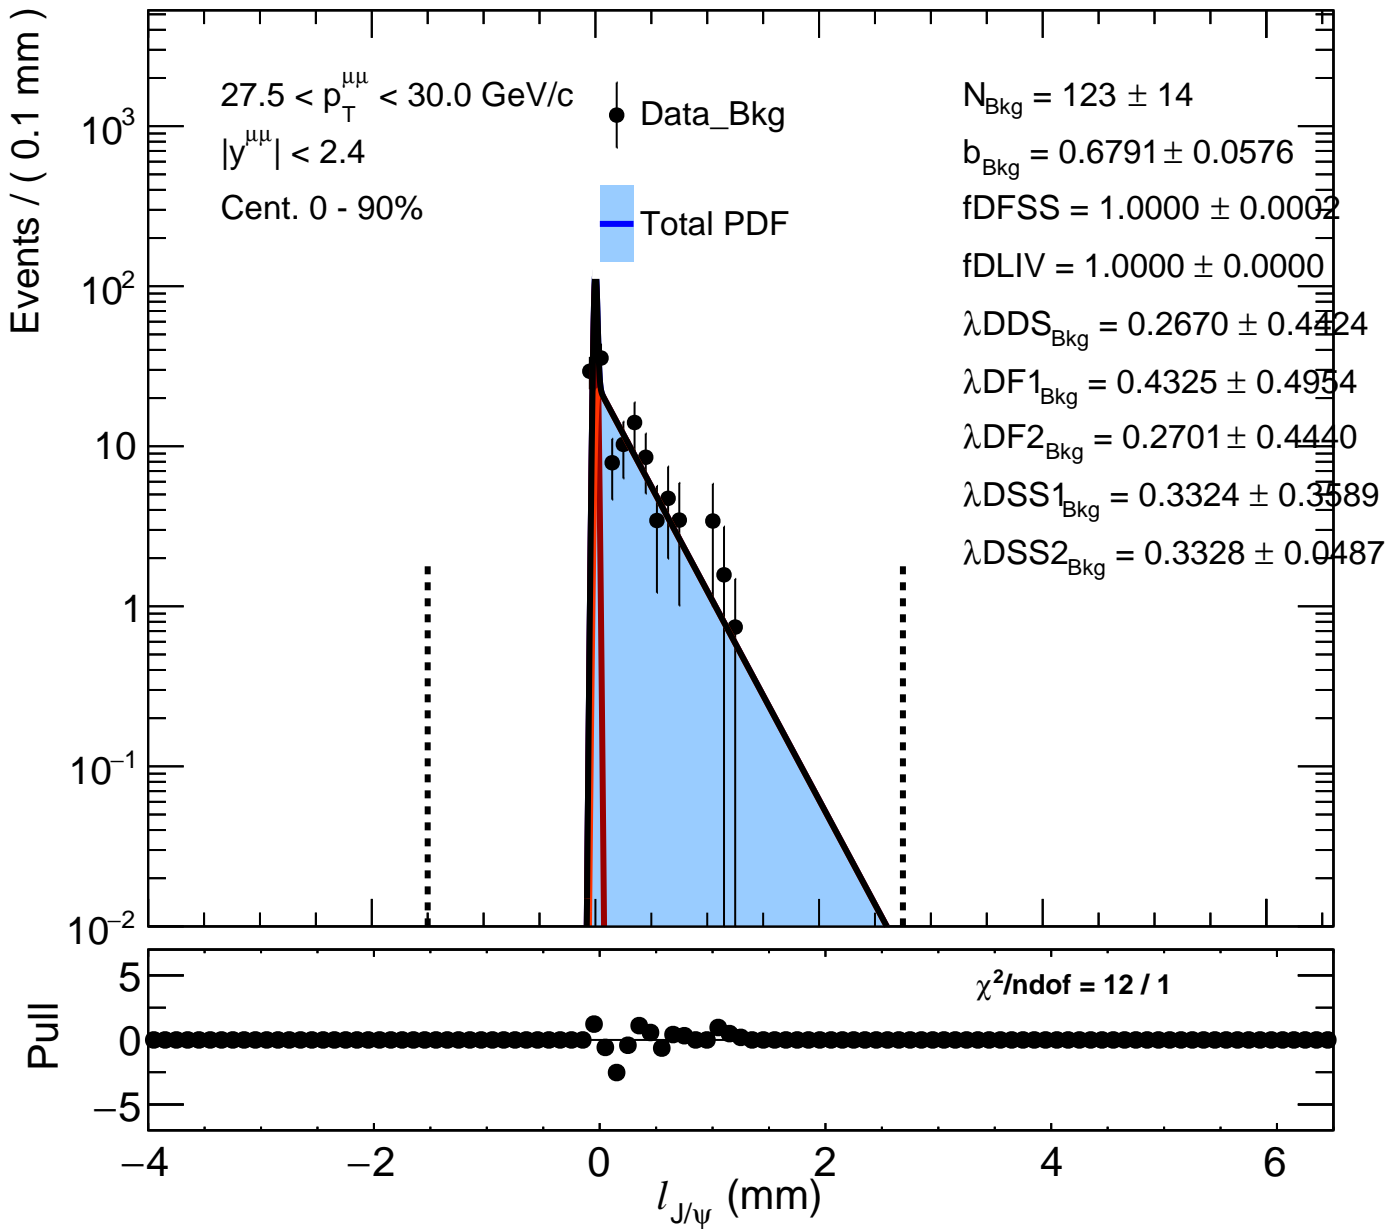 Events / ( 0.1 mm )
10³
10²
10
1
10⁻¹
10⁻²
27.5 < p_T^μμ < 30.0 GeV/c
|y^μμ| < 2.4
Cent. 0 - 90%
Data_Bkg
Total PDF
N_Bkg = 123 ± 14
b_Bkg = 0.6791 ± 0.0576
fDFSS = 1.0000 ± 0.0002
fDLIV = 1.0000 ± 0.0000
λDDS_Bkg = 0.2670 ± 0.4424
λDF1_Bkg = 0.4325 ± 0.4954
λDF2_Bkg = 0.2701 ± 0.4440
λDSS1_Bkg = 0.3324 ± 0.3589
λDSS2_Bkg = 0.3328 ± 0.0487
Pull
5
0
−5
χ²/ndof = 12 / 1
−4 −2 0 2 4 6
l_J/ψ (mm)